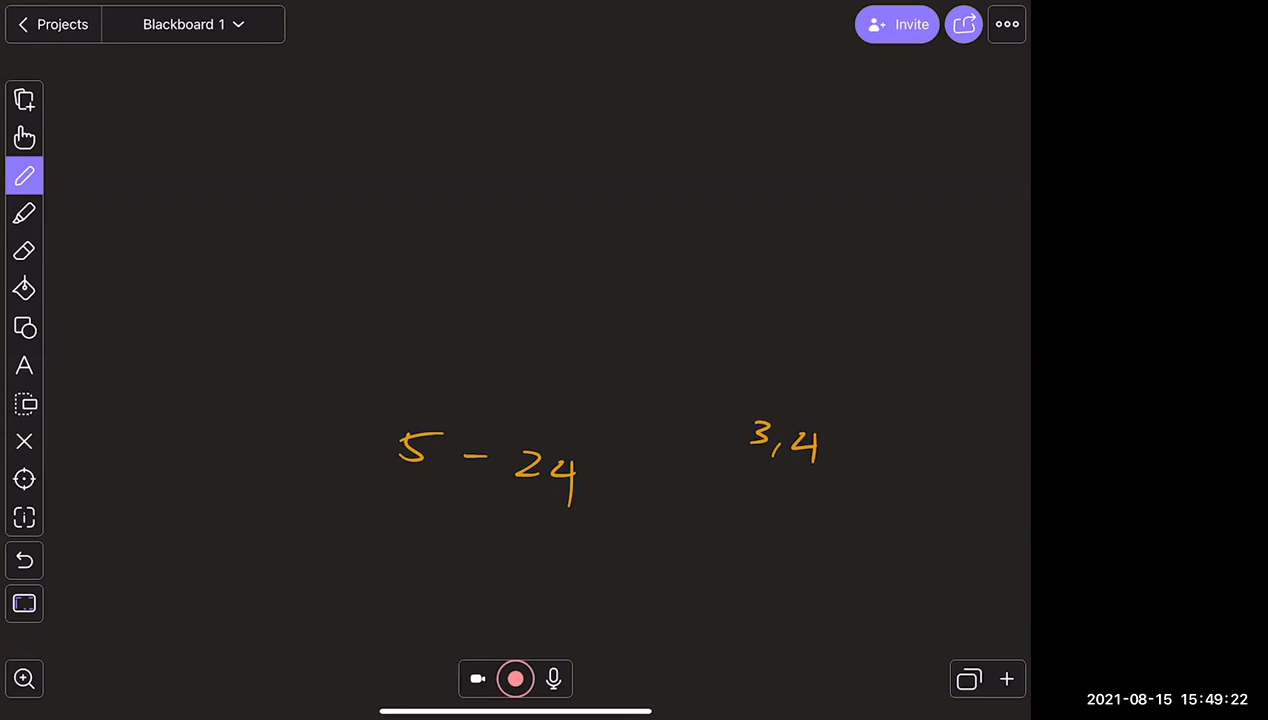 Projects
Blackboard 1
Invite
A
5 - 24
3,4
2021-08-15 15:49:22